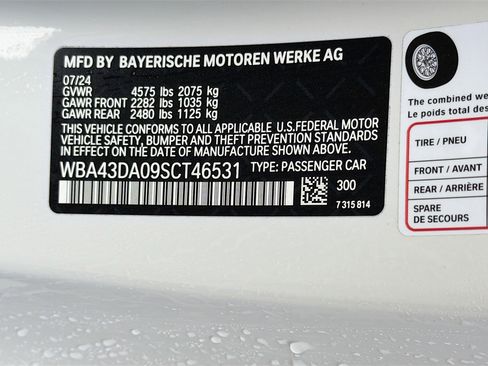 MFD BY BAYERISCHE MOTOREN WERKE AG
07/24
GVWR 4575 lbs 2075 kg
GAWR FRONT 2282 lbs 1035 kg
GAWR REAR 2480 lbs 1125 kg
THIS VEHICLE CONFORMS TO ALL APPLICABLE U.S.FEDERAL MOTOR
VEHICLE SAFETY, BUMPER AND THEFT PREVENTION STANDARDS
IN EFFECT ON THE DATE OF MANUFACTURE SHOWN ABOVE.
WBA43DA09SCT46531 TYPE: PASSENGER CAR
300
7 315 814
The combined we
Le poids total des
TIRE / PNEU
FRONT / AVANT
REAR / ARRIÈRE
SPARE
DE SECOURS